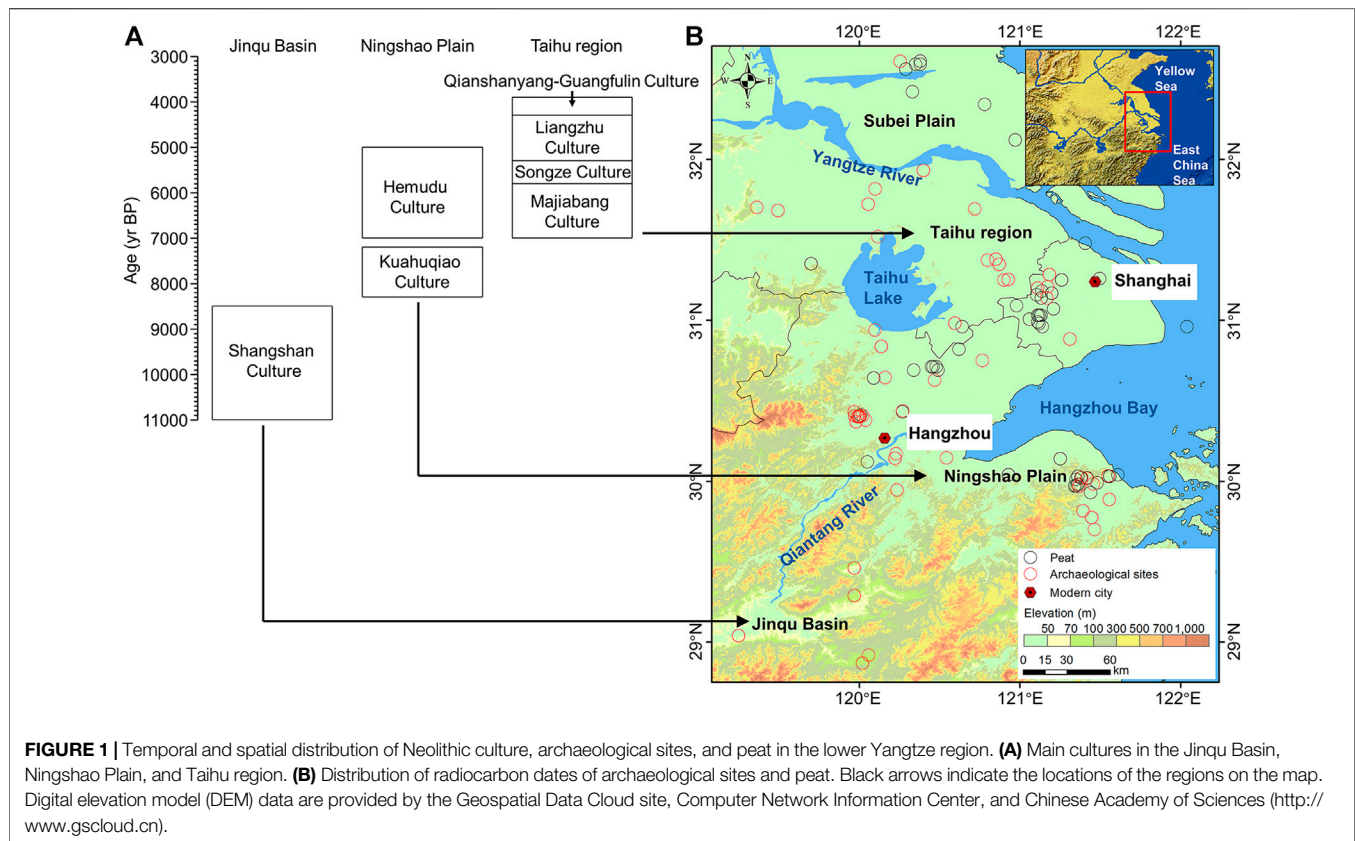 A
Jinqu Basin
Ningshao Plain
Taihu region
Age (yr BP)
3000
4000
5000
6000
7000
8000
9000
10000
11000
Qianshanyang-Guangfulin Culture
Liangzhu
Culture
Songze Culture
Majiabang
Culture
Hemudu
Culture
Kuahuqiao
Culture
Shangshan
Culture
B
120°E
121°E
122°E
32°N
31°N
30°N
29°N
N
W
E
S
Subei Plain
Yangtze River
Taihu region
Taihu
Lake
Shanghai
Hangzhou Bay
Hangzhou
Ningshao Plain
Qiantang River
Jinqu Basin
Yellow
Sea
East
China
Sea
Peat
Archaeological sites
Modern city
Elevation (m)
50 70 100 300 500 700 1,000
0 15 30 60
km
32°N
31°N
30°N
29°N
120°E
121°E
122°E
FIGURE 1 | Temporal and spatial distribution of Neolithic culture, archaeological sites, and peat in the lower Yangtze region. (A) Main cultures in the Jinqu Basin,
Ningshao Plain, and Taihu region. (B) Distribution of radiocarbon dates of archaeological sites and peat. Black arrows indicate the locations of the regions on the map.
Digital elevation model (DEM) data are provided by the Geospatial Data Cloud site, Computer Network Information Center, and Chinese Academy of Sciences (http://
www.gscloud.cn).